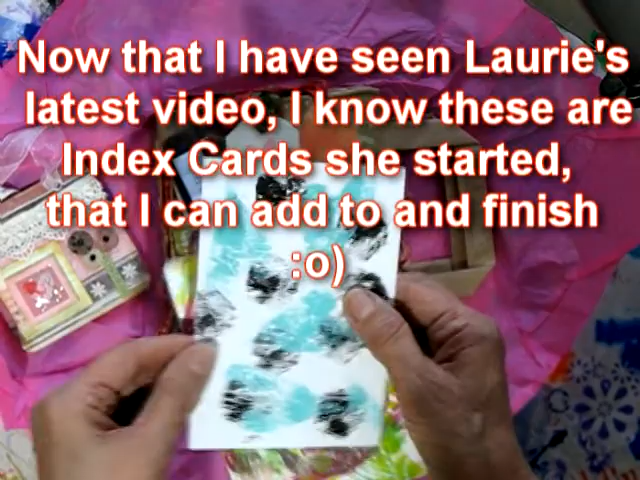 Now that I have seen Laurie's
latest video, I know these are
Index Cards she started,
that I can add to and finish
:o)